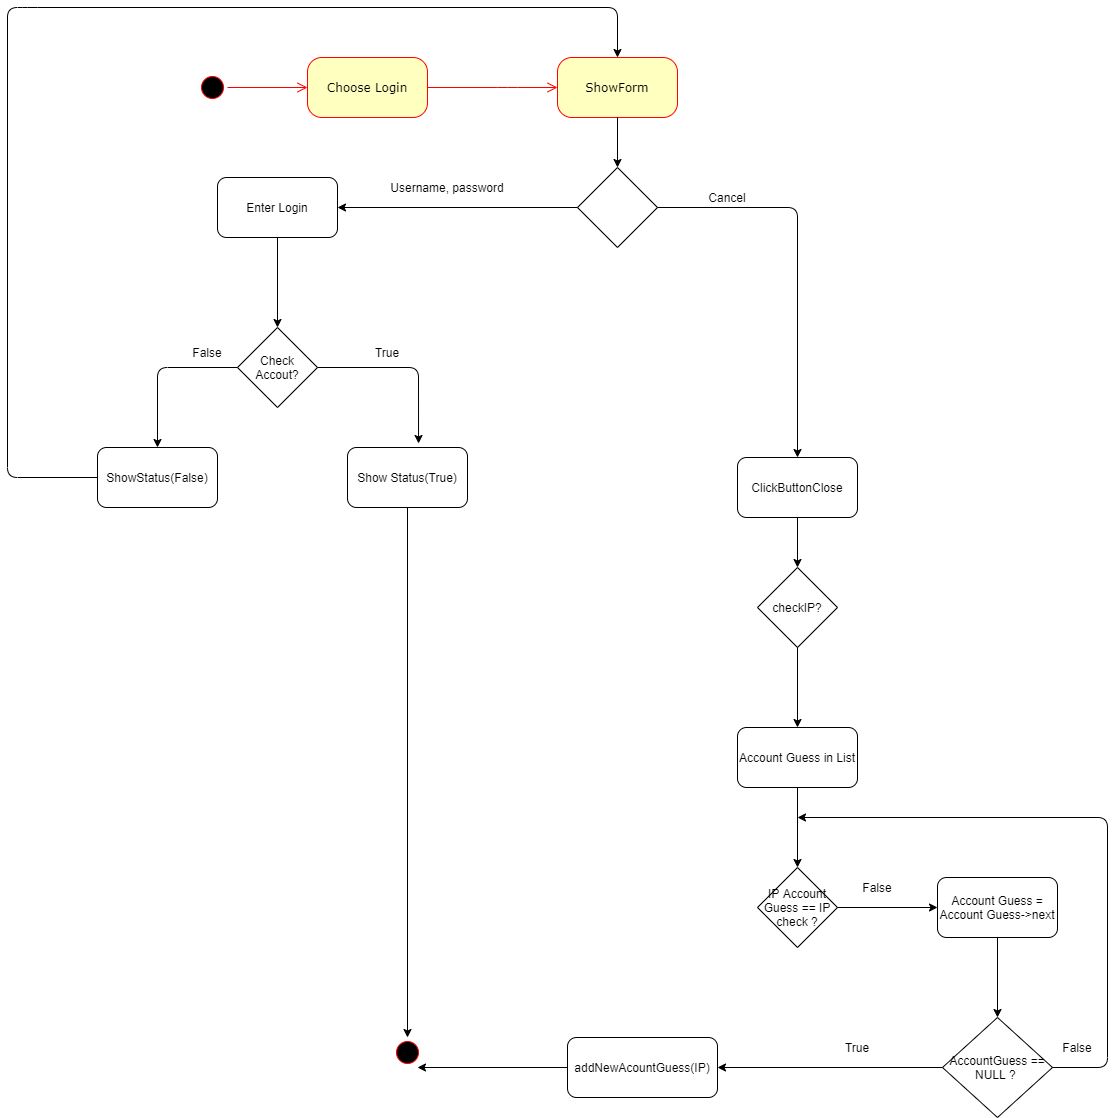 Choose Login
ShowForm
Username, password
Cancel
Enter Login
False
True
Check
Accout?
ShowStatus(False)
Show Status(True)
ClickButtonClose
checkIP?
Account Guess in List
IP Account
Guess == IP
check ?
False
Account Guess =
Account Guess->next
True
False
AccountGuess ==
NULL ?
addNewAcountGuess(IP)